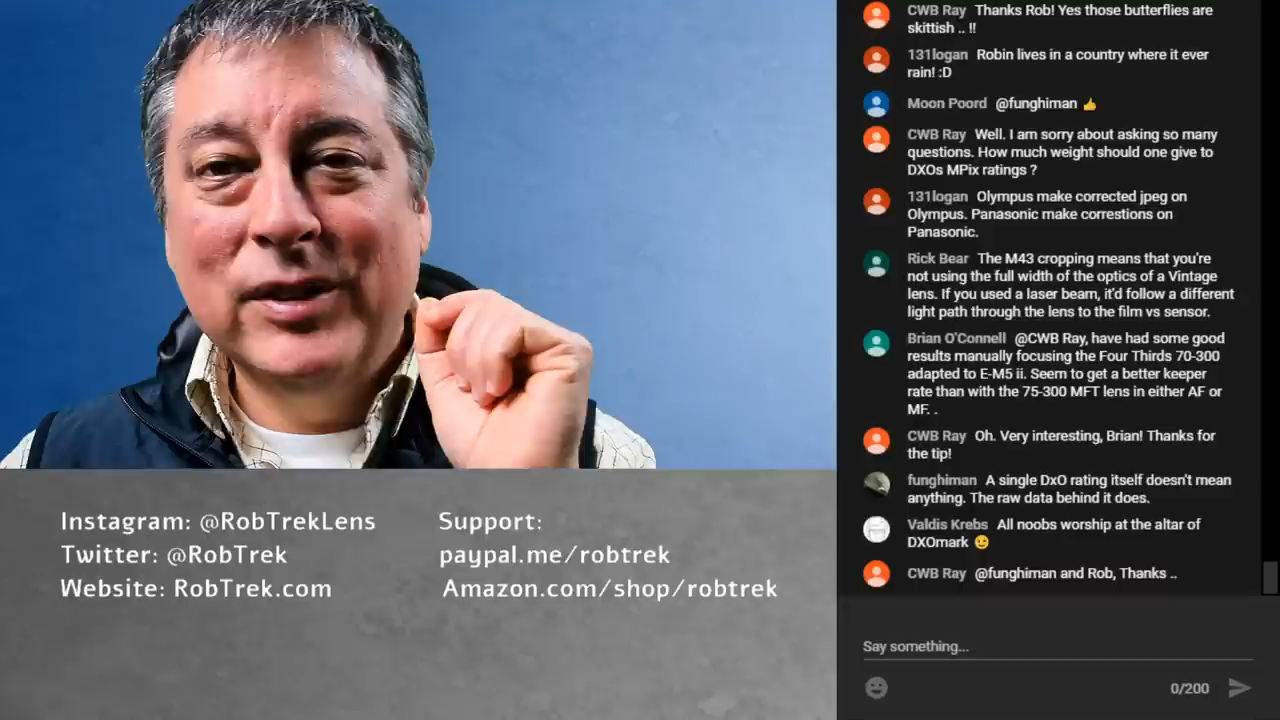 Instagram: @RobTrekLens
Twitter: @RobTrek
Website: RobTrek.com
Support:
paypal.me/robtrek
Amazon.com/shop/robtrek
CWB Ray Thanks Rob! Yes those butterflies are
skittish .. !!
131logan Robin lives in a country where it ever
rain! :D
Moon Poord @funghiman 👍
CWB Ray Well. I am sorry about asking so many
questions. How much weight should one give to
DXOs MPix ratings ?
131logan Olympus make corrected jpeg on
Olympus. Panasonic make correstions on
Panasonic.
Rick Bear The M43 cropping means that you're
not using the full width of the optics of a Vintage
lens. If you used a laser beam, it'd follow a different
light path through the lens to the film vs sensor.
Brian O'Connell @CWB Ray, have had some good
results manually focusing the Four Thirds 70-300
adapted to E-M5 ii. Seem to get a better keeper
rate than with the 75-300 MFT lens in either AF or
MF. .
CWB Ray Oh. Very interesting, Brian! Thanks for
the tip!
funghiman A single DxO rating itself doesn't mean
anything. The raw data behind it does.
Valdis Krebs All noobs worship at the altar of
DXOmark 😉
CWB Ray @funghiman and Rob, Thanks ..
Say something...
0/200